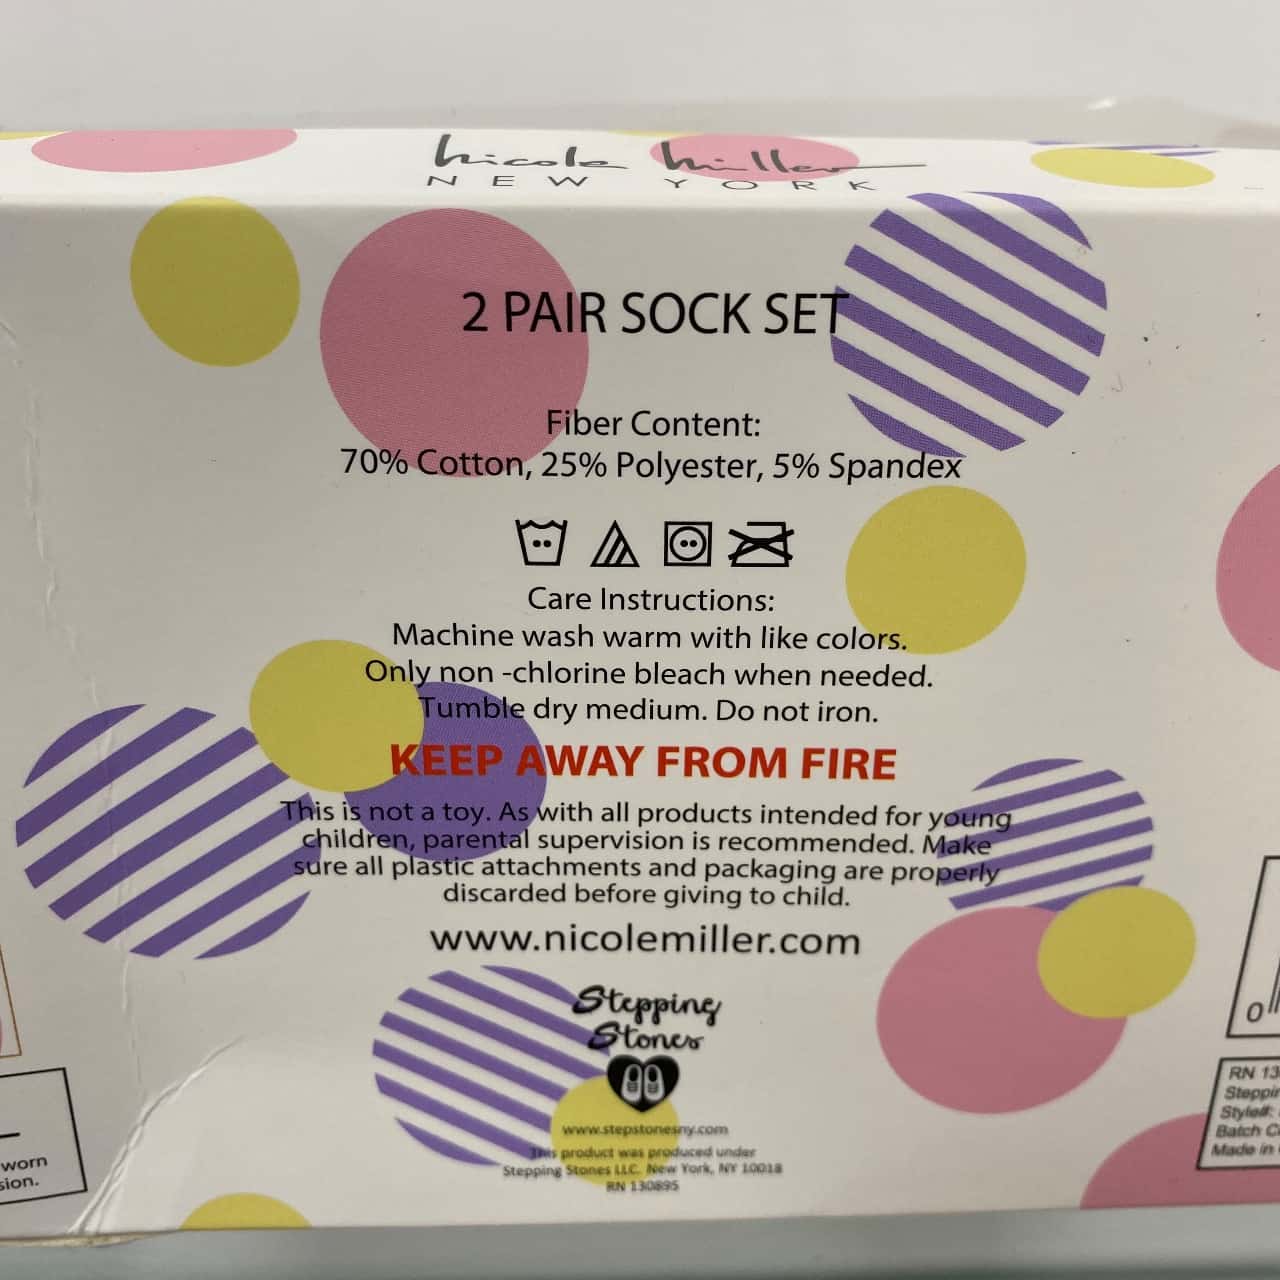 nicole miller
NEW YORK
2 PAIR SOCK SET
Fiber Content:
70% Cotton, 25% Polyester, 5% Spandex
Care Instructions:
Machine wash warm with like colors.
Only non -chlorine bleach when needed.
Tumble dry medium. Do not iron.
KEEP AWAY FROM FIRE
This is not a toy. As with all products intended for young
children, parental supervision is recommended. Make
sure all plastic attachments and packaging are properly
discarded before giving to child.
www.nicolemiller.com
Stepping
Stones
www.stepstonesny.com
This product was produced under
Stepping Stones LLC. New York, NY 10018
RN 130895
worn
sion.
0
RN 13
Steppin
Style#:
Batch C
Made in